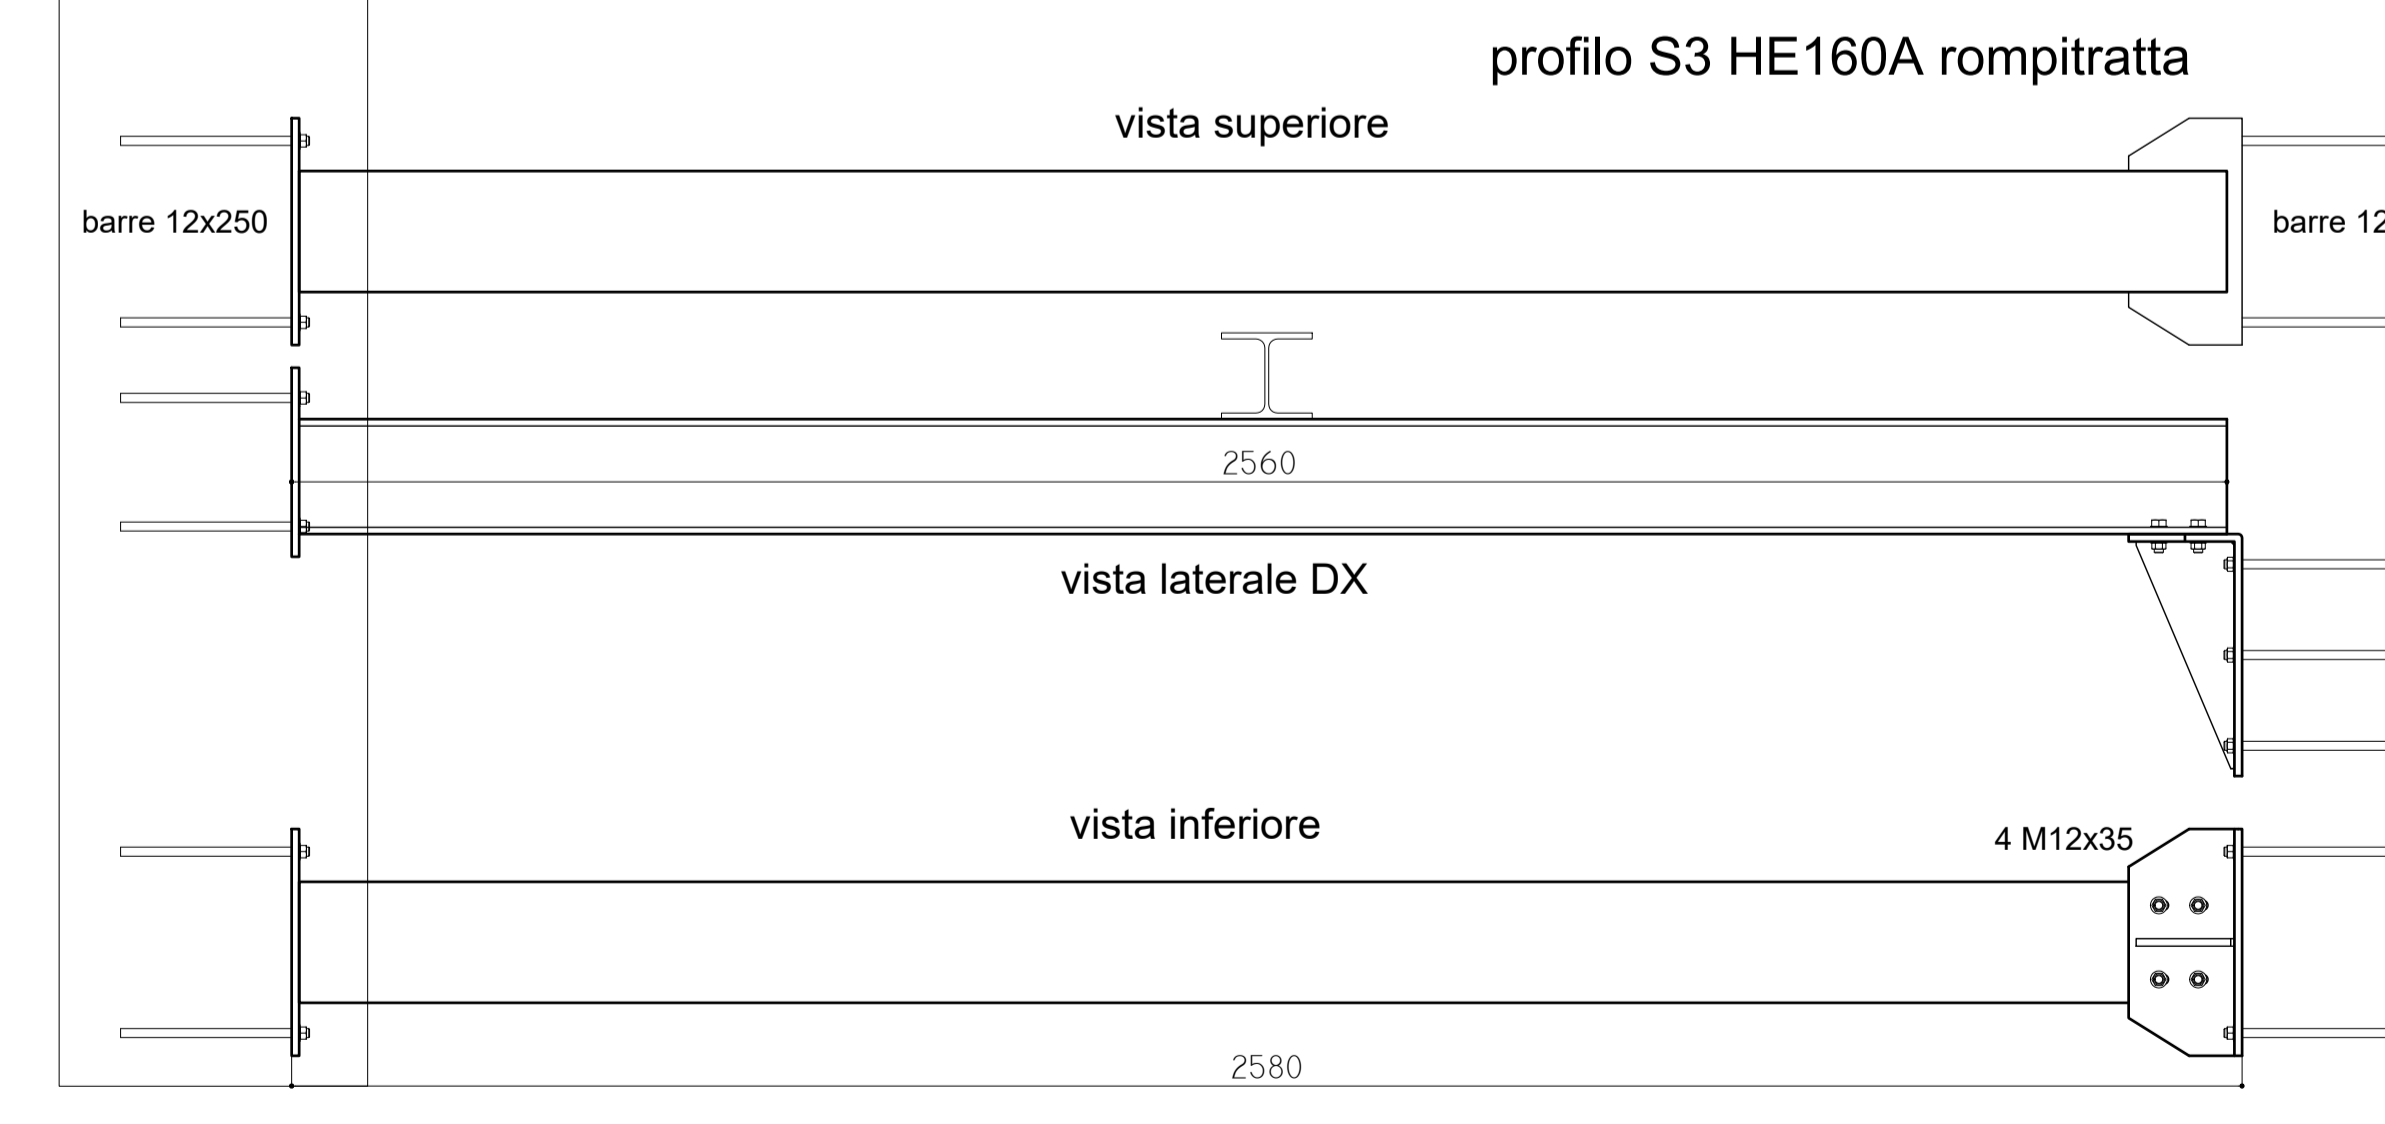 profilo S3 HE160A rompitratta
vista superiore
barre 12x250
barre 12
2560
vista laterale DX
vista inferiore
4 M12x35
2580